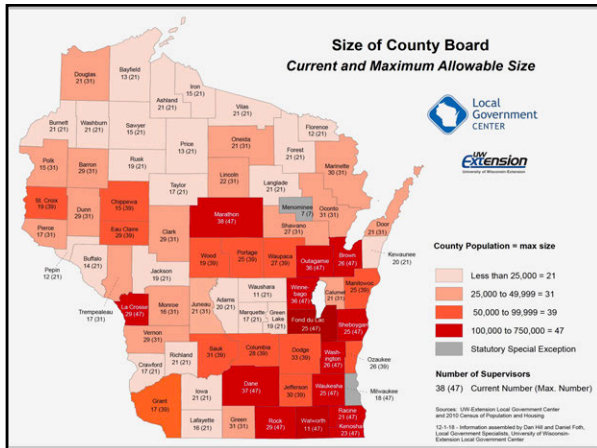 Size of County Board
Current and Maximum Allowable Size
Local
Government
CENTER
UW
Extension
University of Wisconsin-Extension
Douglas
21 (31)
Bayfield
13 (21)
Iron
15 (21)
Ashland
21 (21)
Vilas
21 (21)
Burnett
21 (21)
Washburn
21 (21)
Sawyer
15 (21)
Price
13 (21)
Oneida
21 (31)
Florence
12 (21)
Forest
21 (21)
Marinette
30 (31)
Polk
15 (31)
Barron
29 (31)
Rusk
19 (21)
Lincoln
22 (31)
Langlade
21 (21)
Taylor
17 (21)
Menominee
7 (7)
Oconto
31 (31)
St. Croix
19 (39)
Dunn
29 (31)
Chippewa
15 (39)
Marathon
38 (47)
Shawano
27 (31)
Door
21 (31)
Pierce
17 (31)
Eau Claire
29 (39)
Clark
29 (31)
Pepin
12 (21)
Buffalo
14 (21)
Jackson
19 (21)
Wood
19 (39)
Portage
25 (39)
Waupaca
27 (39)
Outagamie
36 (47)
Brown
26 (47)
Kewaunee
20 (21)
Trempealeau
17 (31)
La Crosse
29 (47)
Monroe
16 (31)
Juneau
21 (31)
Adams
20 (21)
Waushara
11 (21)
Winne-
bago
36 (47)
Calumet
21 (31)
Manitowoc
25 (39)
Marquette
17 (21)
Green
Lake
19 (21)
Fond du Lac
25 (47)
Sheboygan
25 (47)
Vernon
29 (31)
Crawford
17 (21)
Richland
21 (21)
Sauk
31 (39)
Columbia
28 (39)
Dodge
33 (39)
Wash-
ington
26 (47)
Ozaukee
26 (39)
Grant
17 (39)
Iowa
21 (21)
Dane
37 (47)
Jefferson
30 (39)
Waukesha
25 (47)
Milwaukee
18 (47)
Lafayette
16 (21)
Green
31 (31)
Rock
29 (47)
Walworth
11 (47)
Racine
21 (47)
Kenosha
23 (47)
County Population = max size
Less than 25,000 = 21
25,000 to 49,999 = 31
50,000 to 99,999 = 39
100,000 to 750,000 = 47
Statutory Special Exception
Number of Supervisors
38 (47) Current Number (Max. Number)
Sources: UW-Extension Local Government Center
and 2010 Census of Population and Housing
12-1-18 - Information assembled by Dan Hill and Daniel Foth,
Local Government Specialists, University of Wisconsin-
Extension Local Government Center